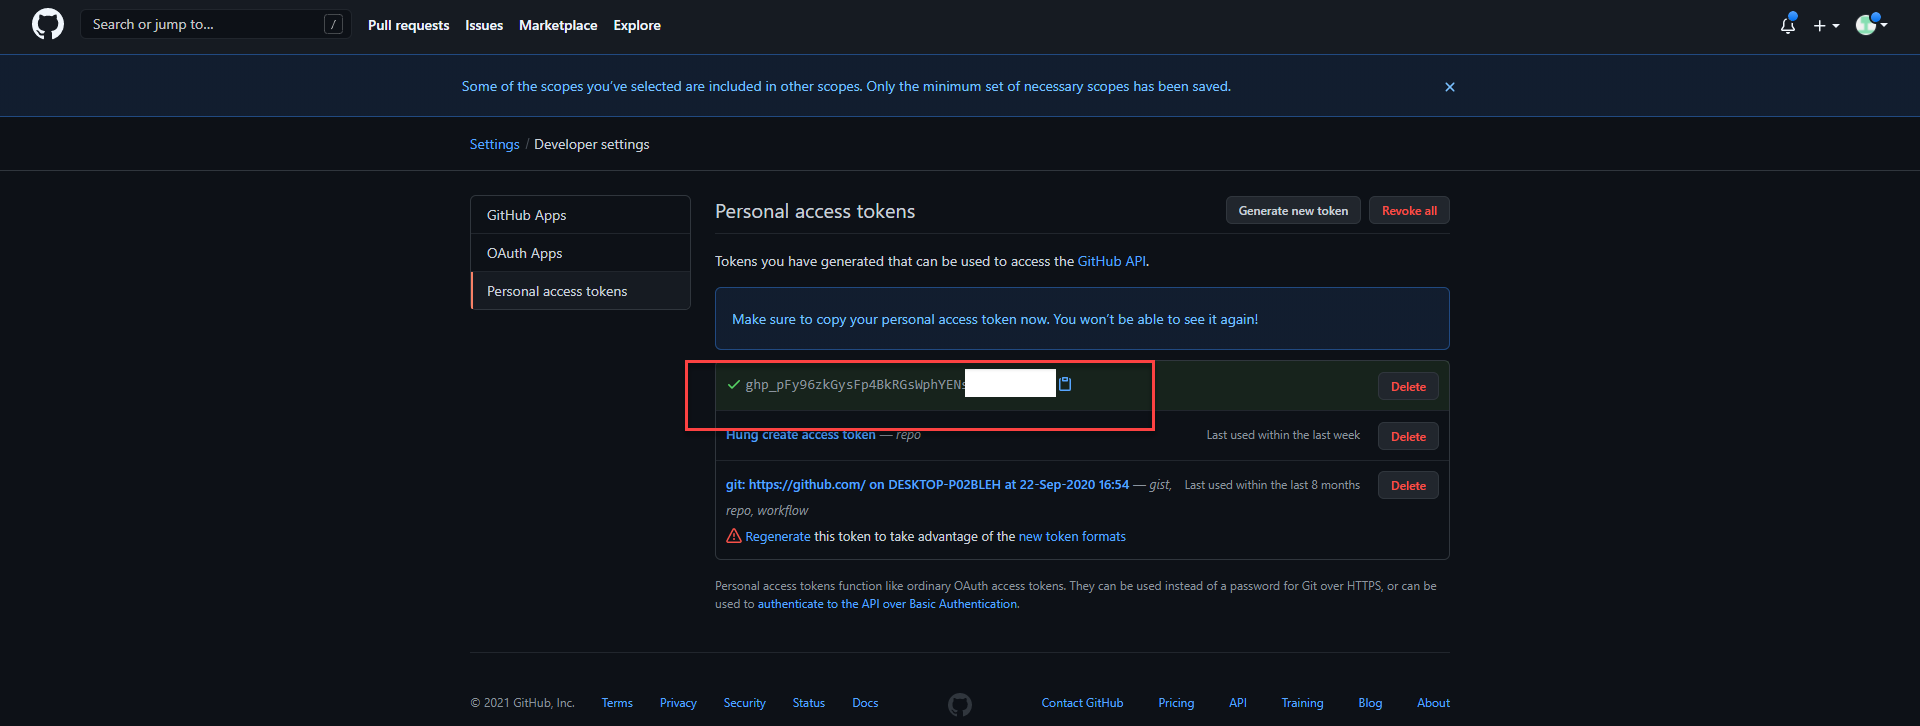 Search or jump to...
/
Pull requests
Issues
Marketplace
Explore
Some of the scopes you've selected are included in other scopes. Only the minimum set of necessary scopes has been saved.
Settings / Developer settings
GitHub Apps
OAuth Apps
Personal access tokens
Personal access tokens
Generate new token
Revoke all
Tokens you have generated that can be used to access the GitHub API.
Make sure to copy your personal access token now. You won't be able to see it again!
ghp_pFy96zkGysFp4BkRGsWphYENs
Delete
Hung create access token — repo
Last used within the last week
Delete
git: https://github.com/ on DESKTOP-P02BLEH at 22-Sep-2020 16:54 — gist,
repo, workflow
Last used within the last 8 months
Delete
Regenerate this token to take advantage of the new token formats
Personal access tokens function like ordinary OAuth access tokens. They can be used instead of a password for Git over HTTPS, or can be
used to authenticate to the API over Basic Authentication.
© 2021 GitHub, Inc.
Terms
Privacy
Security
Status
Docs
Contact GitHub
Pricing
API
Training
Blog
About